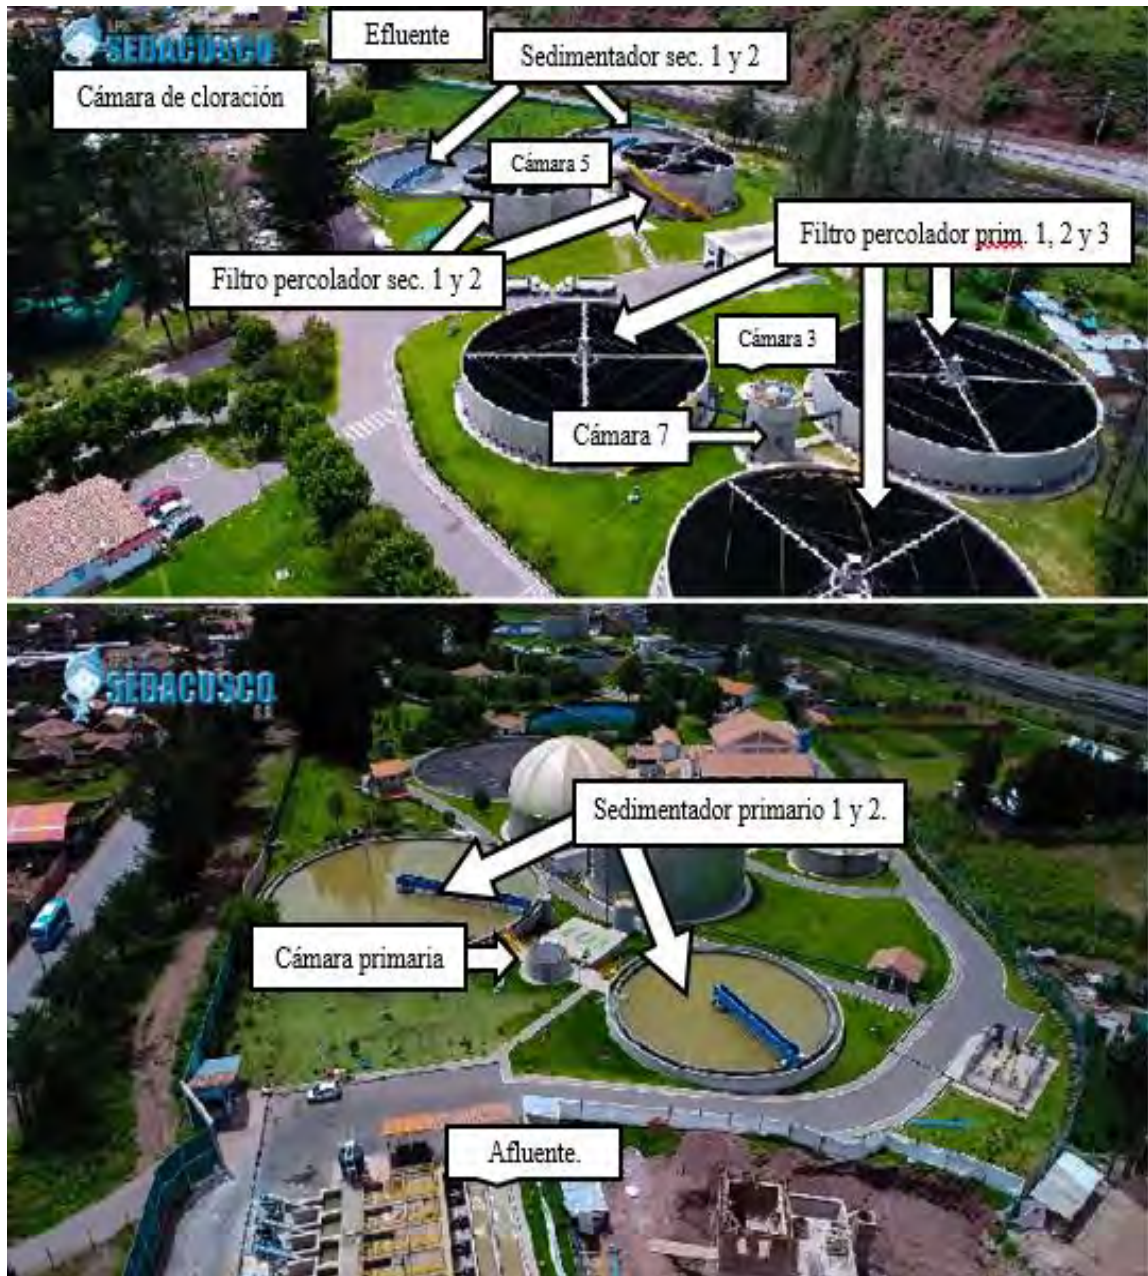 SEDACUSCO
Efluente
Sedimentador sec. 1 y 2
Cámara de cloración
Cámara 5
Filtro percolador prim. 1, 2 y 3
Filtro percolador sec. 1 y 2
Cámara 3
Cámara 7
SEDACUSCO
Sedimentador primario 1 y 2.
Cámara primaria
Afluente.